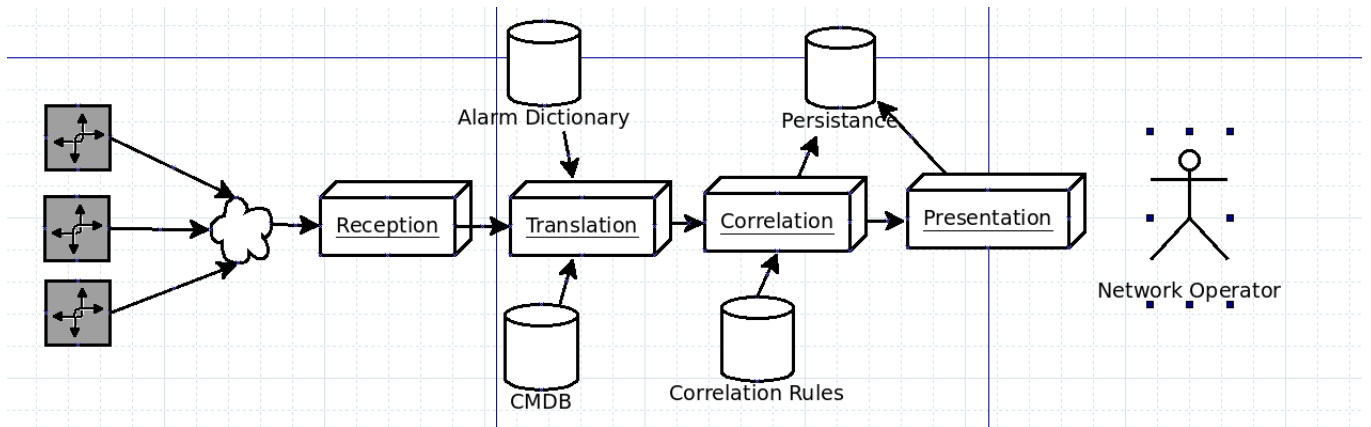 Alarm Dictionary
Persistance
Reception
Translation
Correlation
Presentation
Network Operator
CMDB
Correlation Rules